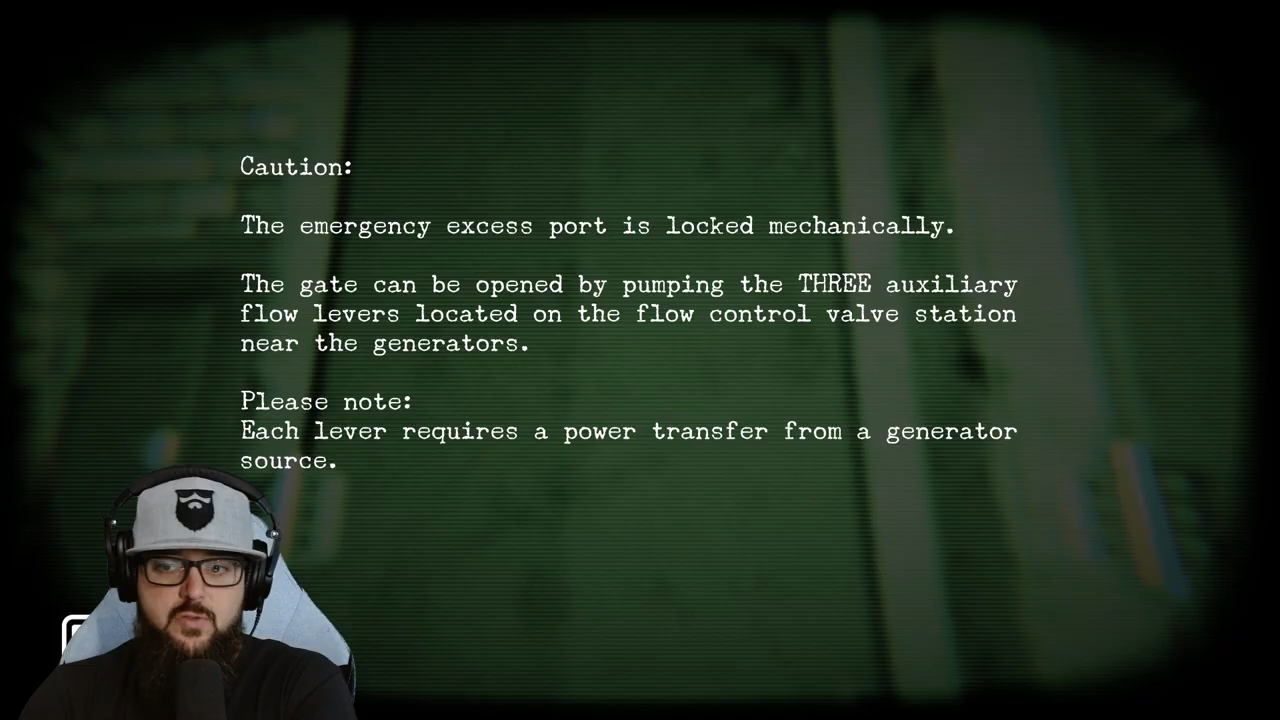 Caution:
The emergency excess port is locked mechanically.
The gate can be opened by pumping the THREE auxiliary
flow levers located on the flow control valve station
near the generators.
Please note:
Each lever requires a power transfer from a generator
source.